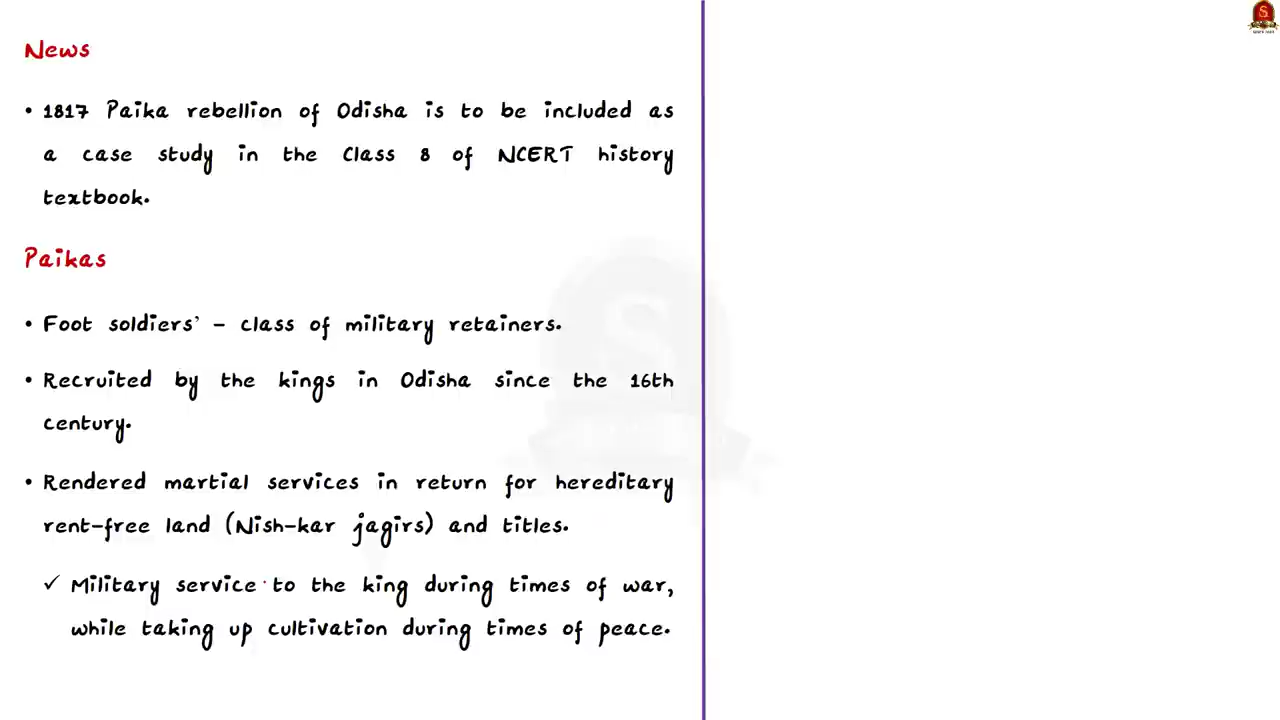 News
• 1817 Paika rebellion of Odisha is to be included as
a case study in the Class 8 of NCERT history
textbook.
Paikas
• Foot soldiers' – class of military retainers.
• Recruited by the kings in Odisha since the 16th
century.
• Rendered martial services in return for hereditary
rent-free land (Nish-kar jagirs) and titles.
✓ Military service to the king during times of war,
while taking up cultivation during times of peace.